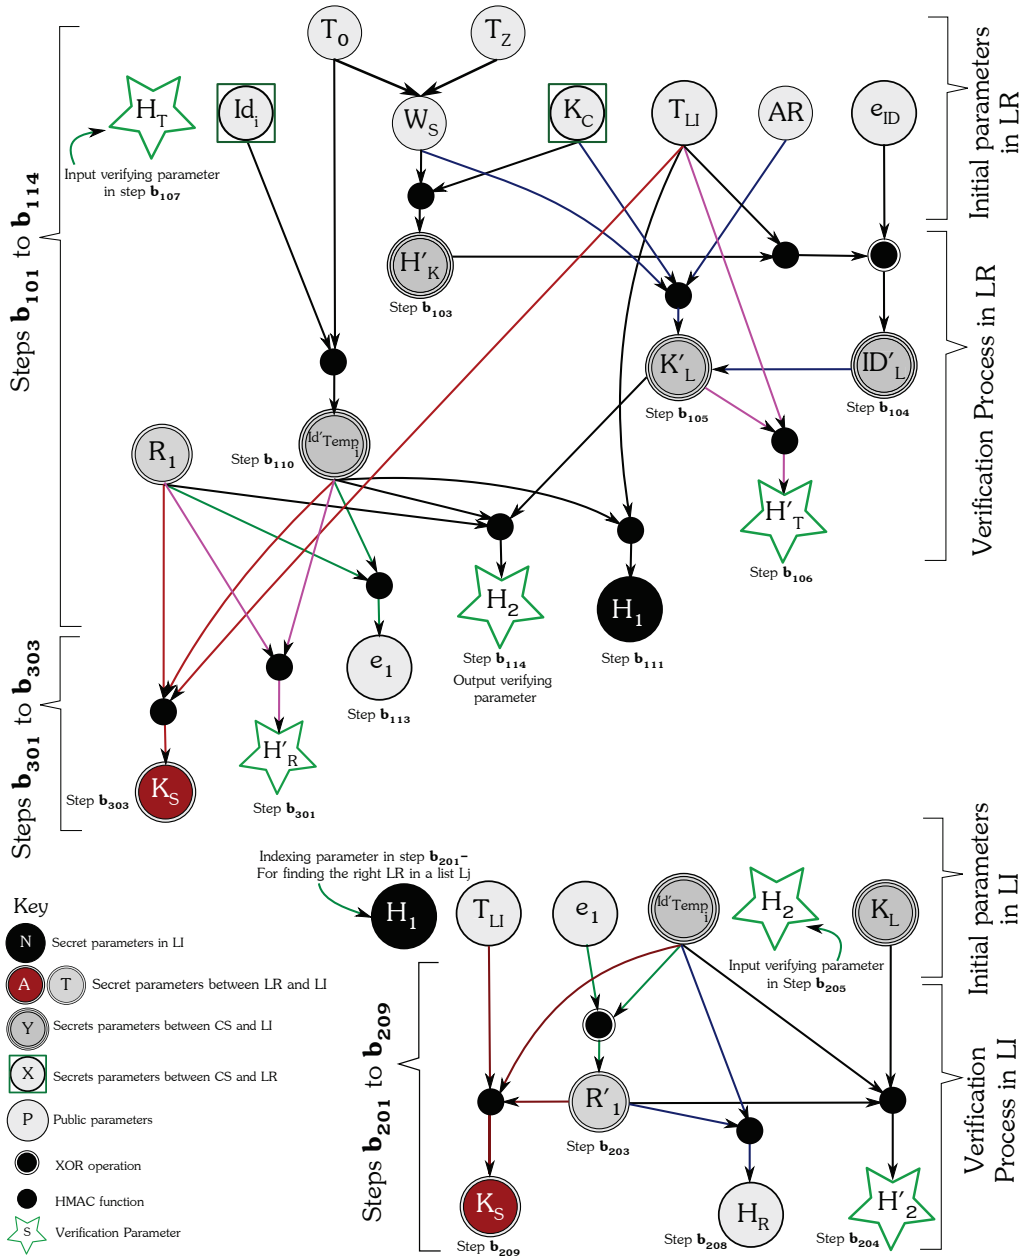 T0
TZ
HT
Idi
WS
KC
TLI
AR
eID
Initial parameters
in LR
Input verifying parameter
in step b107
Steps b101 to b114
H'K
Step b103
K'L
Step b105
ID'L
Step b104
Verification Process in LR
R1
Id'Tempi
Step b110
H'T
Step b106
H2
Step b114
Output verifying
parameter
H1
Step b111
e1
Step b113
Steps b301 to b303
KS
Step b303
H'R
Step b301
Indexing parameter in step b201-
For finding the right LR in a list Lj
H1
TLI
e1
Id'Tempi
H2
KL
Input verifying parameter
in Step b205
Initial parameters
in LI
Steps b201 to b209
R'1
Step b203
KS
Step b209
HR
Step b208
H'2
Step b204
Verification
Process in LI
Key
N
Secret parameters in LI
A
T
Secret parameters between LR and LI
Y
Secrets parameters between CS and LI
X
Secrets parameters between CS and LR
P
Public parameters
XOR operation
HMAC function
S
Verification Parameter